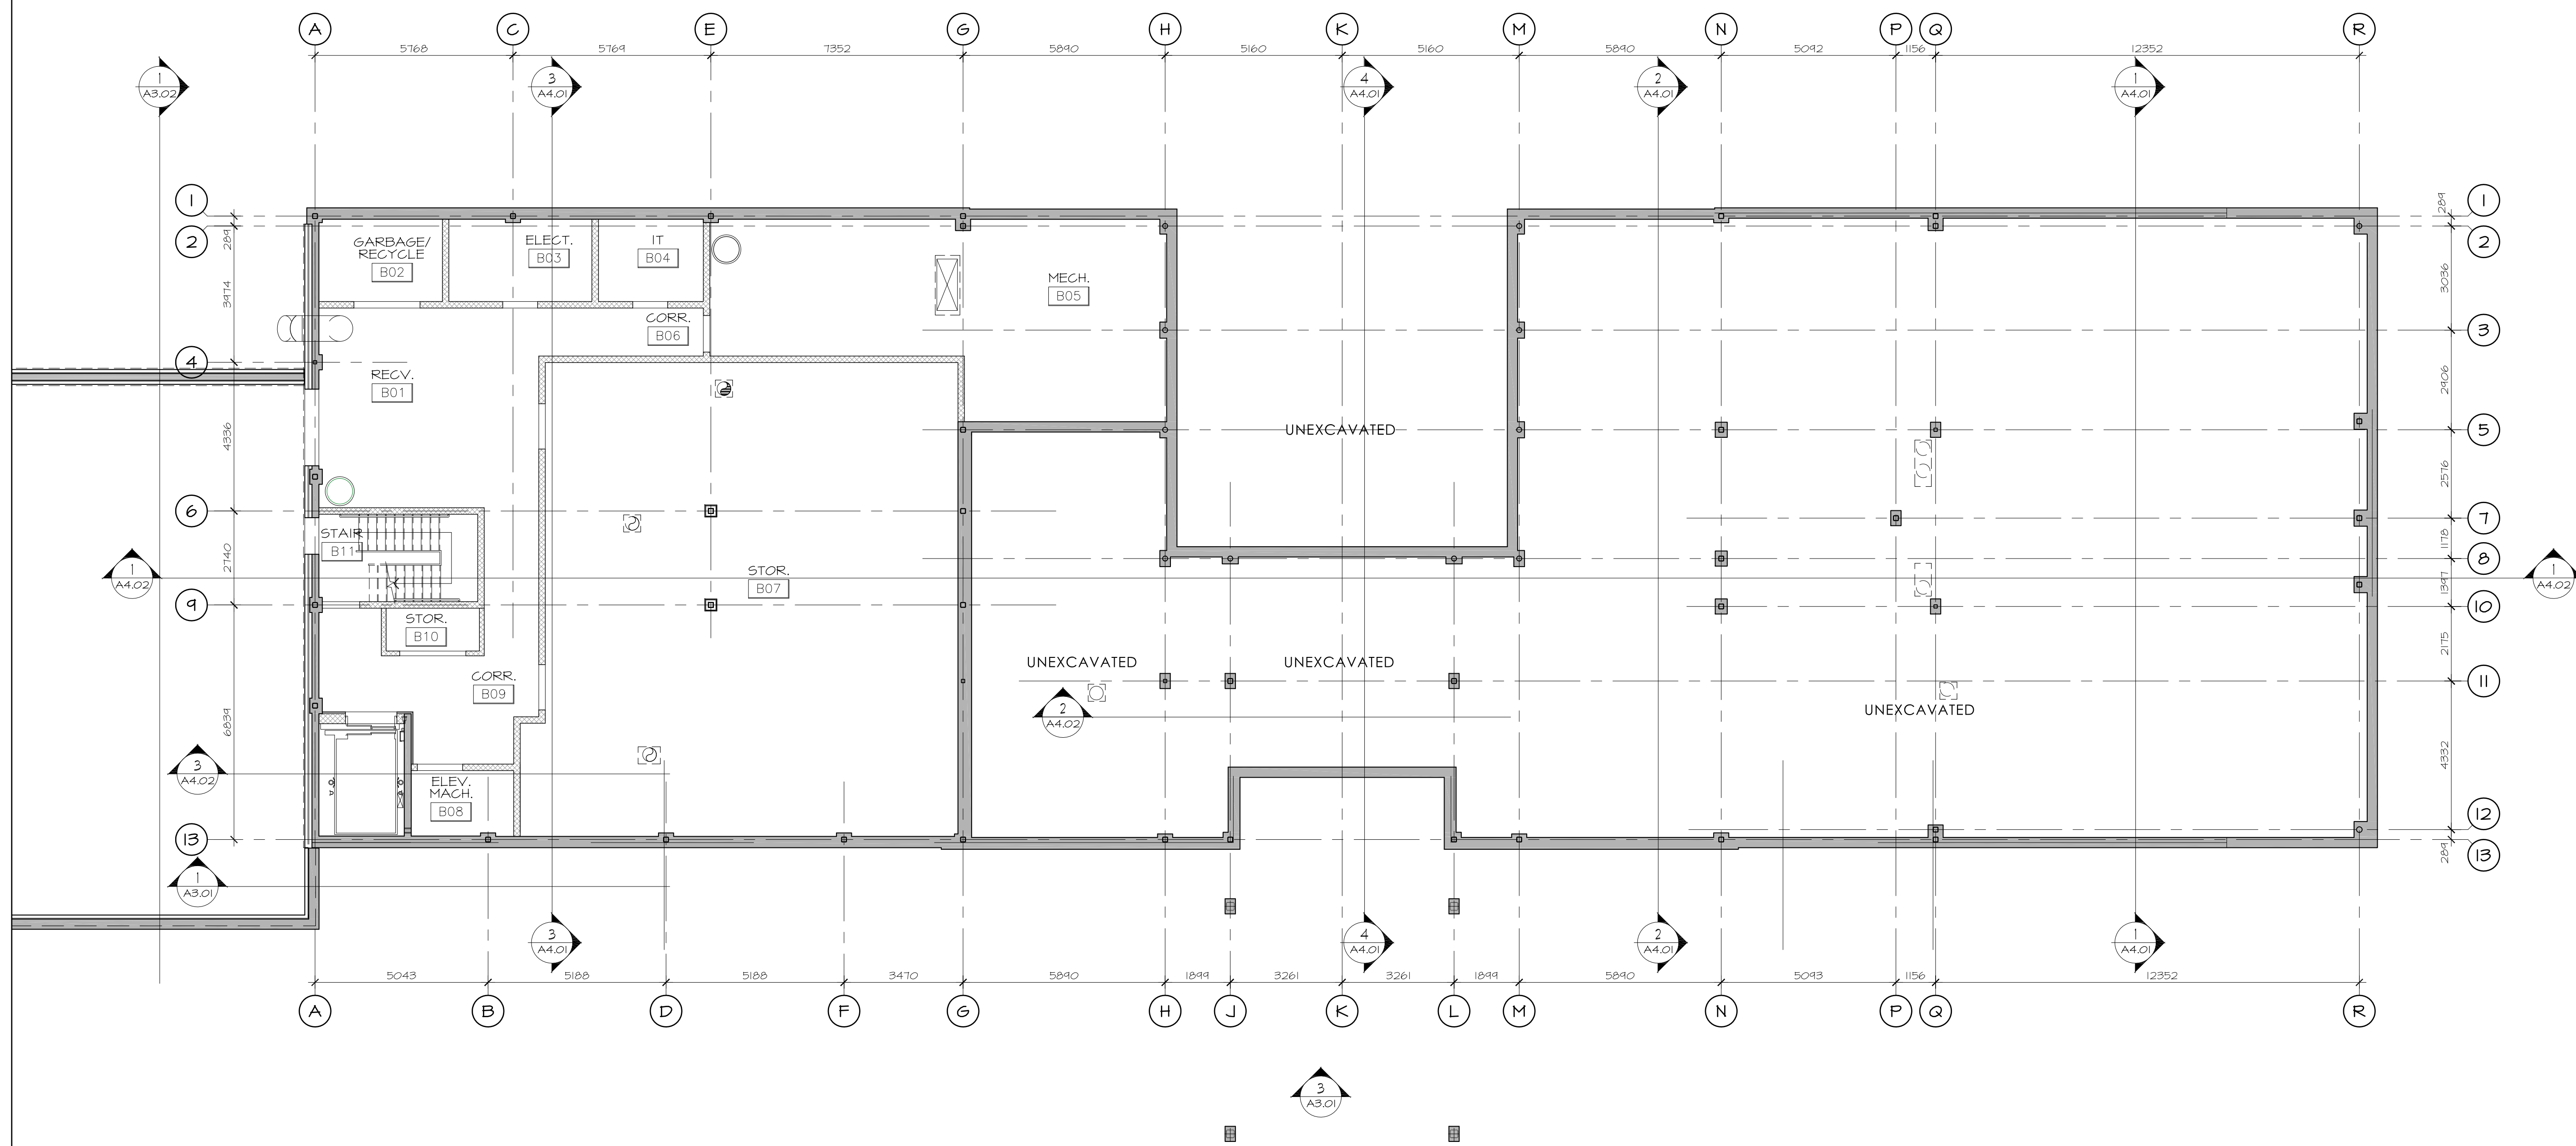 A C E G H K M N P Q R
5768 5769 7352 5890 5160 5160 5890 5092 1156 12352
1
A3.02
3
A4.01
4
A4.01
2
A4.01
1
A4.01
1 1
289
2 2
289
GARBAGE/
RECYCLE
B02
ELECT.
B03
IT
B04
MECH.
B05
3974
3036
CORR.
B06
3
4
RECV.
B01
2906
4336
UNEXCAVATED
5
2576
6
7
STAIR
B11
1178
8
2740
STOR.
B07
1
A4.02
1
A4.02
1397
9
10
STOR.
B10
2175
UNEXCAVATED
UNEXCAVATED
CORR.
B09
11
2
A4.02
UNEXCAVATED
6839
4332
3
A4.02
ELEV.
MACH.
B08
12
13
289
13
1
A3.01
3
A4.01
4
A4.01
2
A4.01
1
A4.01
5043 5188 5188 3470 5890 1899 3261 3261 1899 5890 5093 1156 12352
A B D F G H J K L M N P Q R
3
A3.01